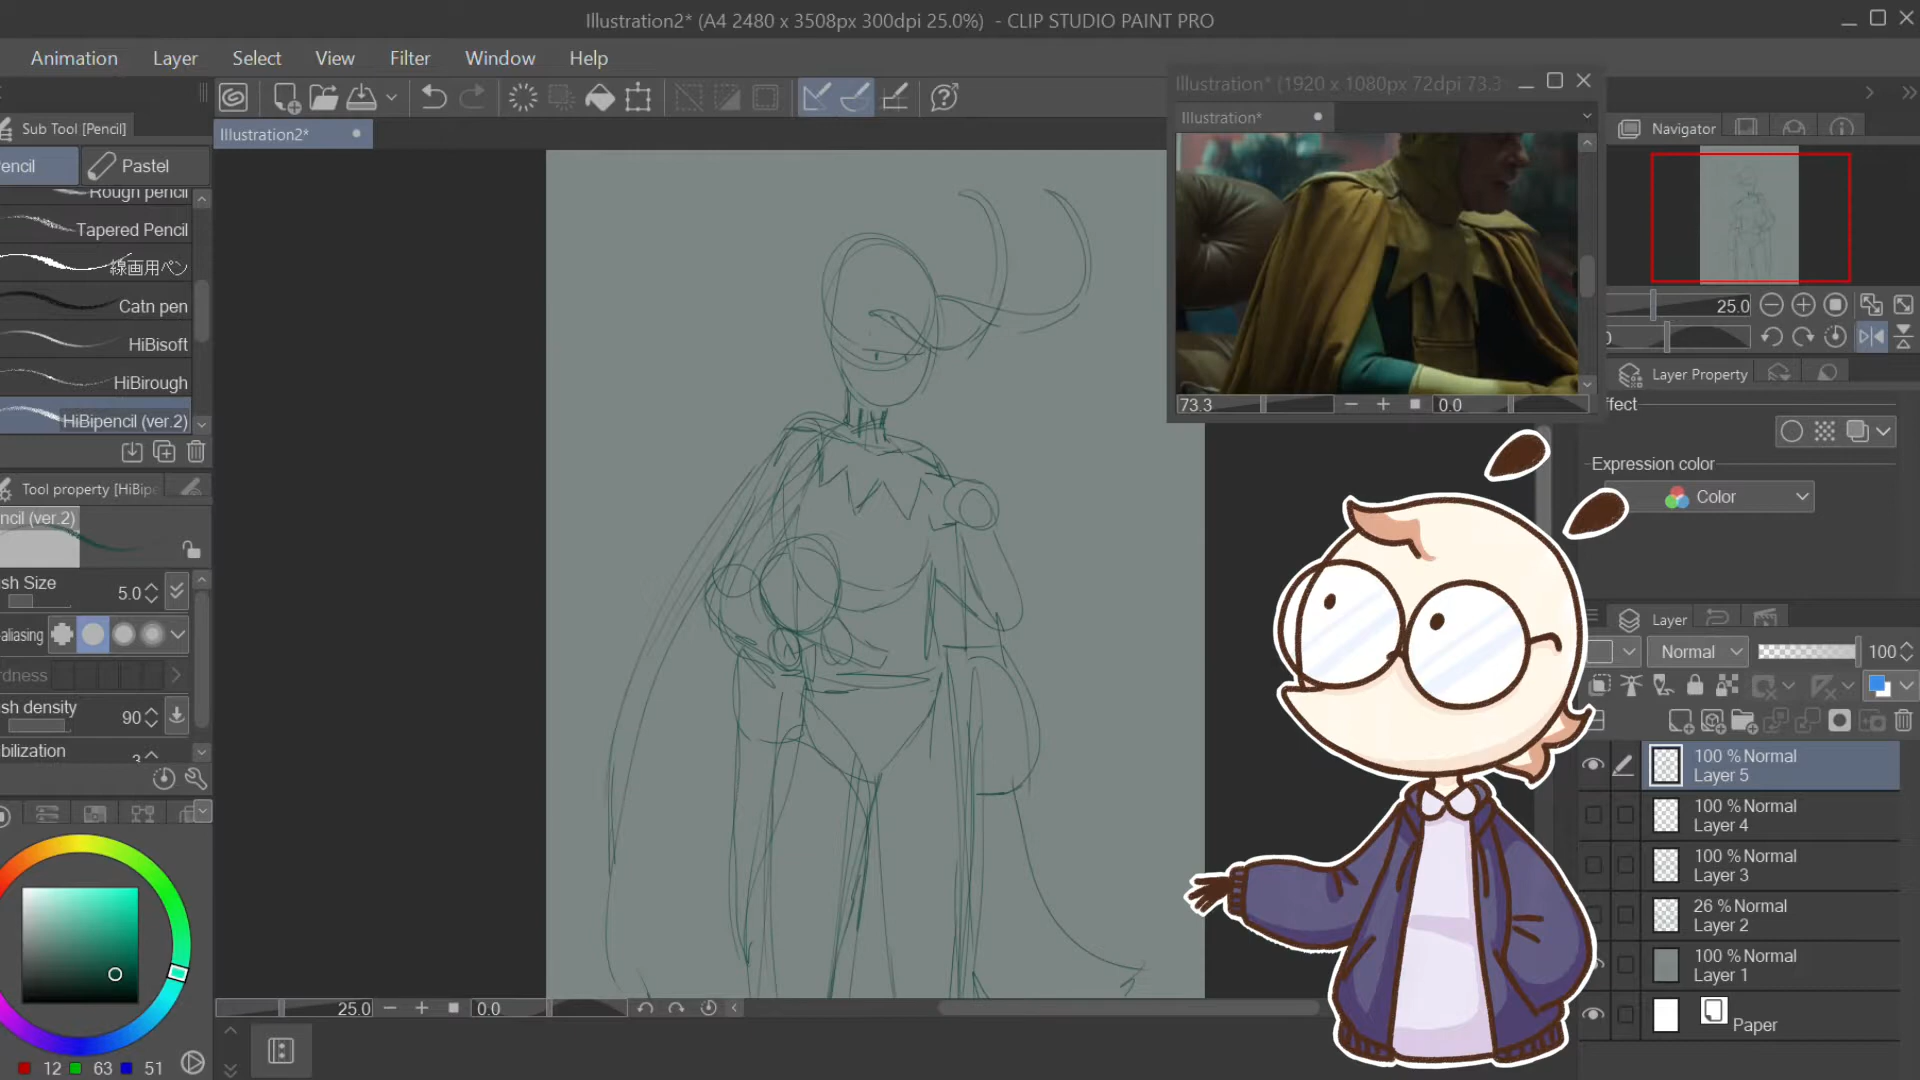 Illustration2* (A4 2480 x 3508px 300dpi 25.0%)  - CLIP STUDIO PAINT PRO
Animation Layer Select View Filter Window Help
Illustration* (1920 x 1080px 72dpi 73.3
Illustration*
Sub Tool [Pencil]
Illustration2*
Navigator
encil Pastel
Rough pencil
Tapered Pencil
線画用ペン
Catn pen
HiBisoft
HiBirough
HiBipencil (ver.2)
73.3 0.0
25.0
Layer Property
ffect
Expression color
Color
Tool property [HiBipe
ncil (ver.2)
sh Size
5.0
-aliasing
rdness
sh density
90
bilization
3
Layer
Normal 100
100 % Normal
Layer 5
100 % Normal
Layer 4
100 % Normal
Layer 3
26 % Normal
Layer 2
100 % Normal
Layer 1
Paper
25.0 0.0
12 63 51